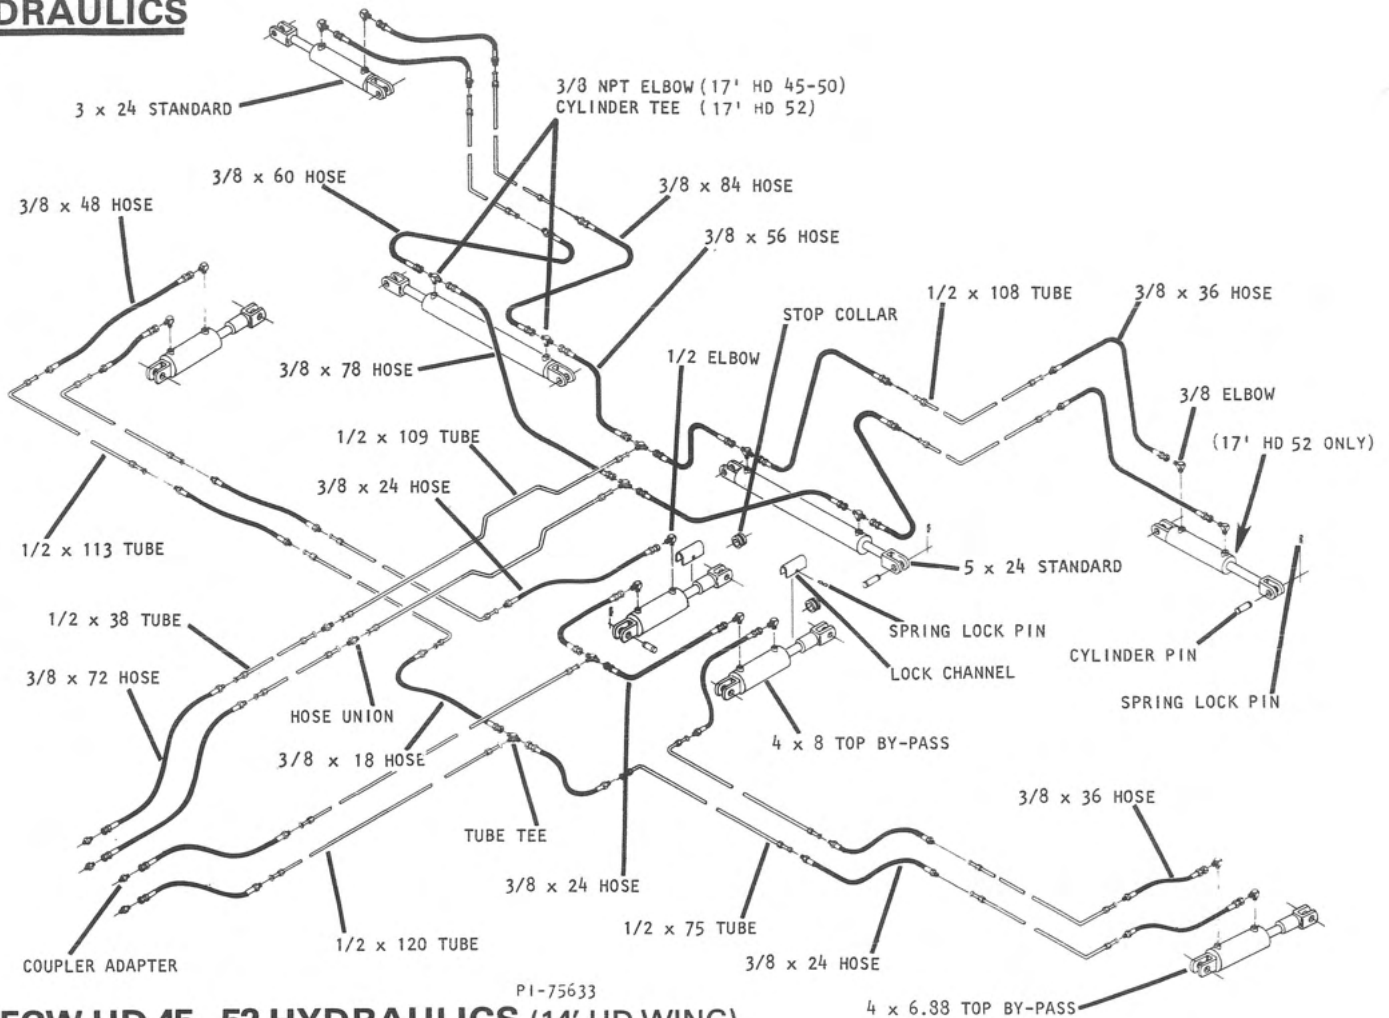 DRAULICS
3 x 24 STANDARD
3/8 NPT ELBOW (17' HD 45-50)
CYLINDER TEE (17' HD 52)
3/8 x 60 HOSE
3/8 x 84 HOSE
3/8 x 48 HOSE
3/8 x 56 HOSE
1/2 x 108 TUBE
3/8 x 36 HOSE
STOP COLLAR
3/8 x 78 HOSE
1/2 ELBOW
3/8 ELBOW
(17' HD 52 ONLY)
1/2 x 109 TUBE
3/8 x 24 HOSE
1/2 x 113 TUBE
5 x 24 STANDARD
1/2 x 38 TUBE
SPRING LOCK PIN
CYLINDER PIN
3/8 x 72 HOSE
LOCK CHANNEL
SPRING LOCK PIN
HOSE UNION
4 x 8 TOP BY-PASS
3/8 x 18 HOSE
3/8 x 36 HOSE
TUBE TEE
3/8 x 24 HOSE
1/2 x 75 TUBE
1/2 x 120 TUBE
3/8 x 24 HOSE
COUPLER ADAPTER
PI-75633
4 x 6.88 TOP BY-PASS
HD 45 52 HYDRAULICS (14' HD WING)